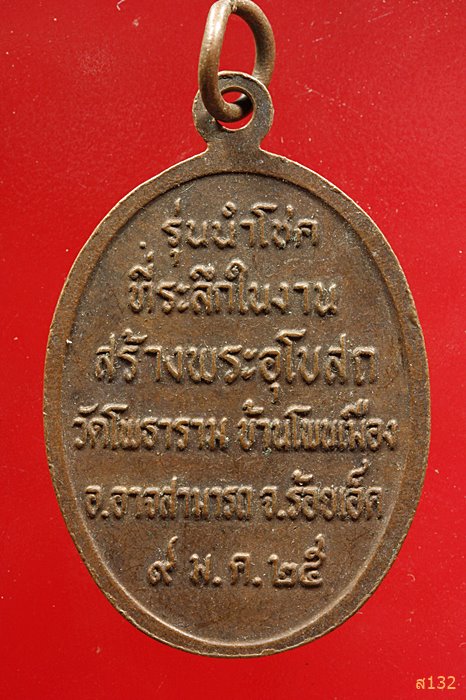 รุ่นนำโชค
ที่ระลึกในงาน
สร้างพระอุโบสถ
วัดโพธาราม บ้านโพนเมือง
อ.อาจสามารถ จ.ร้อยเอ็ด
๙ ม.ค.๒๕
ส132